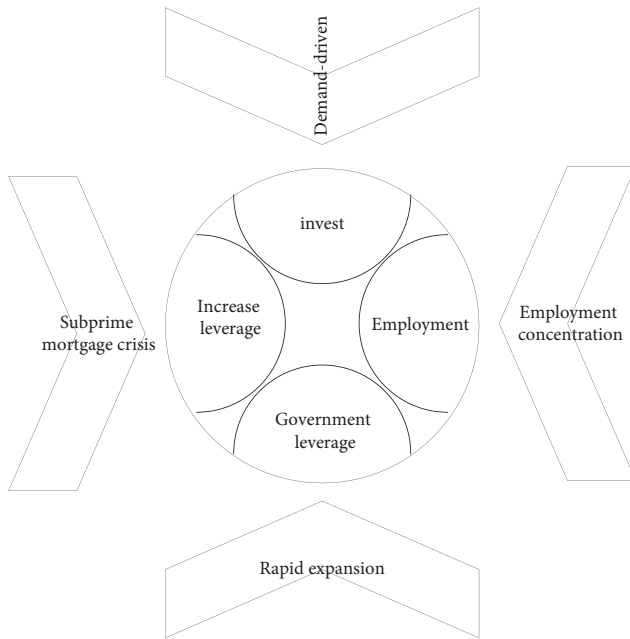 Demand-driven
invest
Increase
leverage
Employment
Subprime
mortgage crisis
Employment
concentration
Government
leverage
Rapid expansion